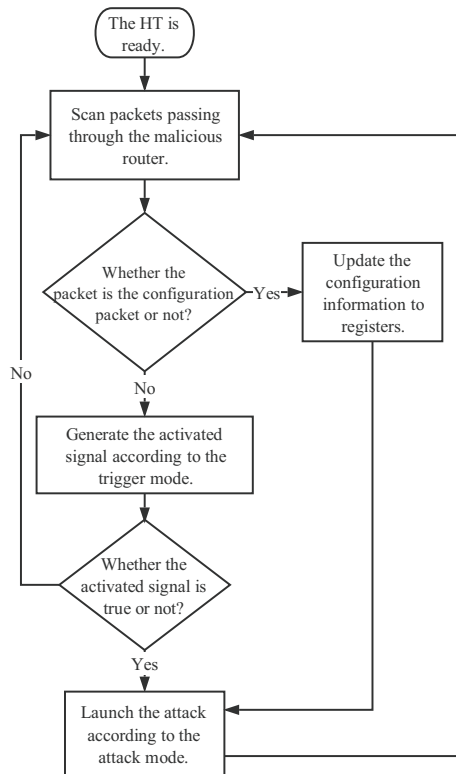 The HT is
ready.
Scan packets passing
through the malicious
router.
Whether the
packet is the configuration
packet or not?
Yes
Update the
configuration
information to
registers.
No
No
Generate the activated
signal according to the
trigger mode.
Whether the
activated signal is
true or not?
Yes
Launch the attack
according to the
attack mode.